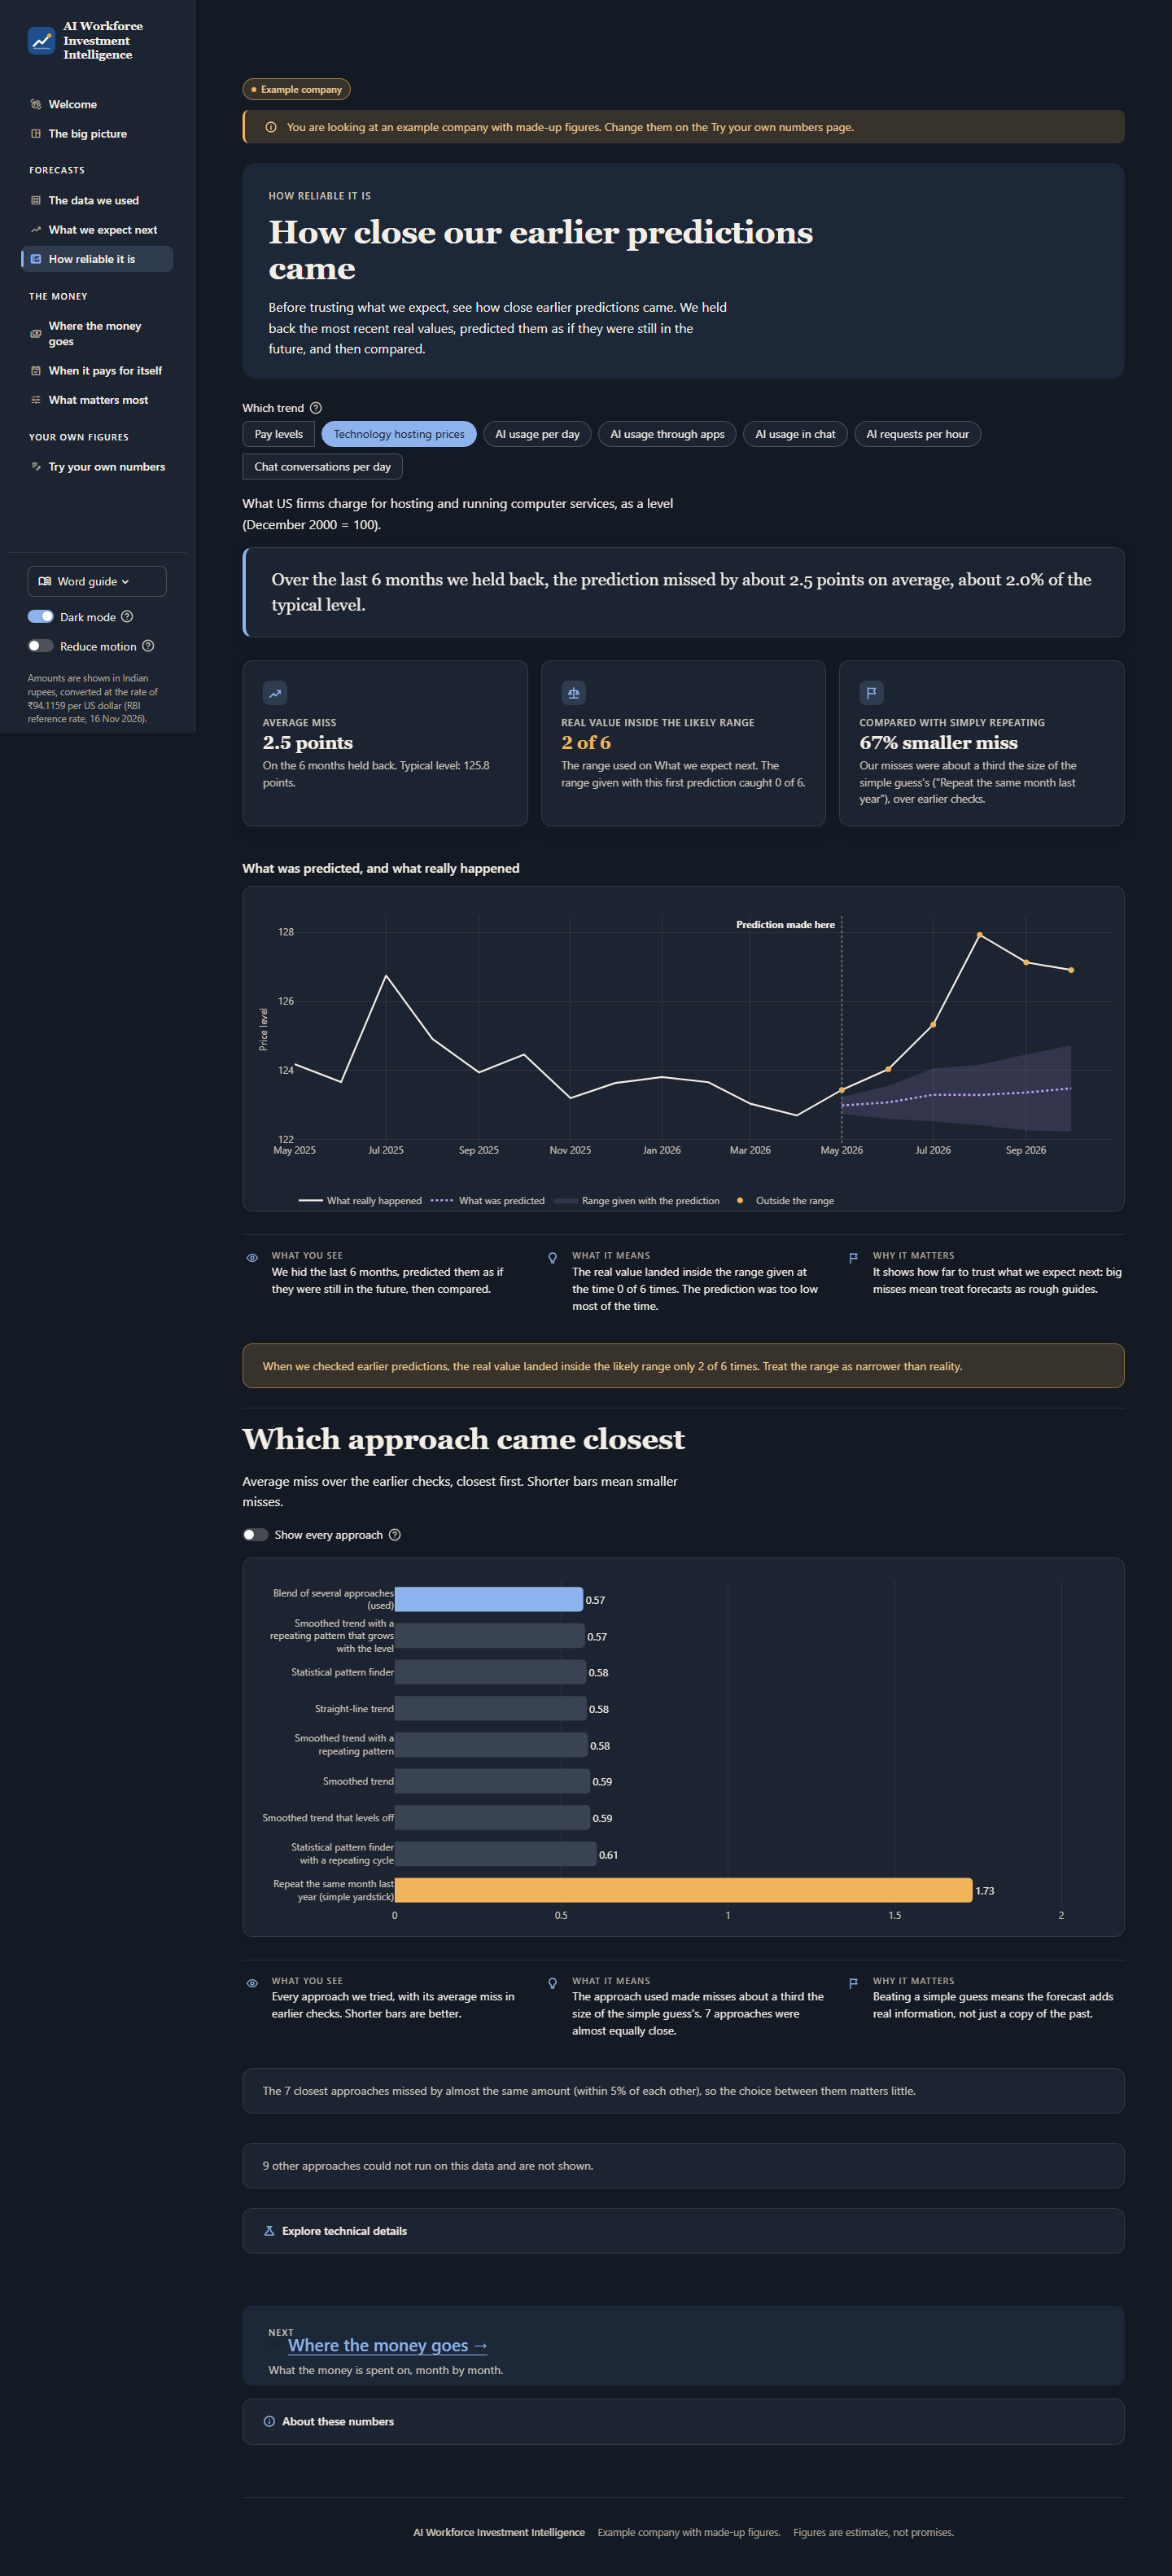 AI Workforce
Investment
Intelligence
Welcome
The big picture
FORECASTS
The data we used
What we expect next
How reliable it is
THE MONEY
Where the money
goes
When it pays for itself
What matters most
YOUR OWN FIGURES
Try your own numbers
Word guide
Dark mode
Reduce motion
Amounts are shown in Indian
rupees, converted at the rate of
₹94.1159 per US dollar (RBI
reference rate, 16 Nov 2026).
Example company
You are looking at an example company with made-up figures. Change them on the Try your own numbers page.
HOW RELIABLE IT IS
How close our earlier predictions
came
Before trusting what we expect, see how close earlier predictions came. We held
back the most recent real values, predicted them as if they were still in the
future, and then compared.
Which trend
Pay levels
Technology hosting prices
AI usage per day
AI usage through apps
AI usage in chat
AI requests per hour
Chat conversations per day
What US firms charge for hosting and running computer services, as a level
(December 2000 = 100).
Over the last 6 months we held back, the prediction missed by about 2.5 points on average, about 2.0% of the
typical level.
AVERAGE MISS
2.5 points
On the 6 months held back. Typical level: 125.8
points.
REAL VALUE INSIDE THE LIKELY RANGE
2 of 6
The range used on What we expect next. The
range given with this first prediction caught 0 of 6.
COMPARED WITH SIMPLY REPEATING
67% smaller miss
Our misses were about a third the size of the
simple guess's ("Repeat the same month last
year"), over earlier checks.
What was predicted, and what really happened
Prediction made here
128
126
124
122
Price level
May 2025
Jul 2025
Sep 2025
Nov 2025
Jan 2026
Mar 2026
May 2026
Jul 2026
Sep 2026
What really happened
What was predicted
Range given with the prediction
Outside the range
WHAT YOU SEE
We hid the last 6 months, predicted them as if
they were still in the future, then compared.
WHAT IT MEANS
The real value landed inside the range given at
the time 0 of 6 times. The prediction was too low
most of the time.
WHY IT MATTERS
It shows how far to trust what we expect next: big
misses mean treat forecasts as rough guides.
When we checked earlier predictions, the real value landed inside the likely range only 2 of 6 times. Treat the range as narrower than reality.
Which approach came closest
Average miss over the earlier checks, closest first. Shorter bars mean smaller
misses.
Show every approach
Blend of several approaches
(used)
0.57
Smoothed trend with a
repeating pattern that grows
with the level
0.57
Statistical pattern finder
0.58
Straight-line trend
0.58
Smoothed trend with a
repeating pattern
0.58
Smoothed trend
0.59
Smoothed trend that levels off
0.59
Statistical pattern finder
with a repeating cycle
0.61
Repeat the same month last
year (simple yardstick)
1.73
0
0.5
1
1.5
2
WHAT YOU SEE
Every approach we tried, with its average miss in
earlier checks. Shorter bars are better.
WHAT IT MEANS
The approach used made misses about a third the
size of the simple guess's. 7 approaches were
almost equally close.
WHY IT MATTERS
Beating a simple guess means the forecast adds
real information, not just a copy of the past.
The 7 closest approaches missed by almost the same amount (within 5% of each other), so the choice between them matters little.
9 other approaches could not run on this data and are not shown.
Explore technical details
NEXT
Where the money goes →
What the money is spent on, month by month.
About these numbers
AI Workforce Investment Intelligence Example company with made-up figures. Figures are estimates, not promises.